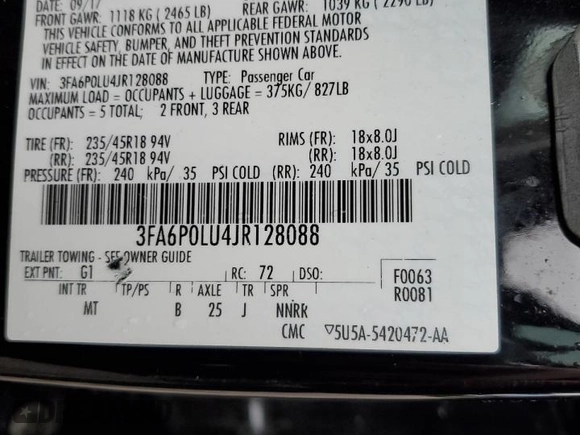 DATE: 09/17
FRONT GAWR: 1118 KG ( 2465 LB) REAR GAWR: 1039 KG ( 2290 LB)
THIS VEHICLE CONFORMS TO ALL APPLICABLE FEDERAL MOTOR
VEHICLE SAFETY, BUMPER, AND THEFT PREVENTION STANDARDS
IN EFFECT ON THE DATE OF MANUFACTURE SHOWN ABOVE.
VIN: 3FA6P0LU4JR128088 TYPE: Passenger Car
MAXIMUM LOAD = OCCUPANTS + LUGGAGE = 375KG/ 827LB
OCCUPANTS = 5 TOTAL; 2 FRONT, 3 REAR
TIRE (FR): 235/45R18 94V RIMS (FR): 18x8.0J
(RR): 235/45R18 94V (RR): 18x8.0J
PRESSURE (FR): 240 kPa/ 35 PSI COLD (RR): 240 kPa/ 35 PSI COLD
3FA6P0LU4JR128088
TRAILER TOWING - SEE OWNER GUIDE
EXT PNT: G1 RC: 72 DSO: F0063
INT TR TP/PS R AXLE TR SPR R0081
MT B 25 J NNRK
CMC ▽5U5A-5420472-AA